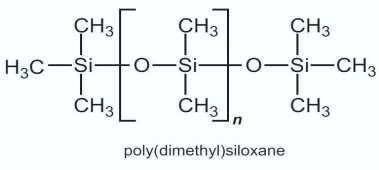 CH₃ CH₃ CH₃
H₃C Si O Si O Si CH₃
CH₃ CH₃ CH₃
n
poly(dimethyl)siloxane